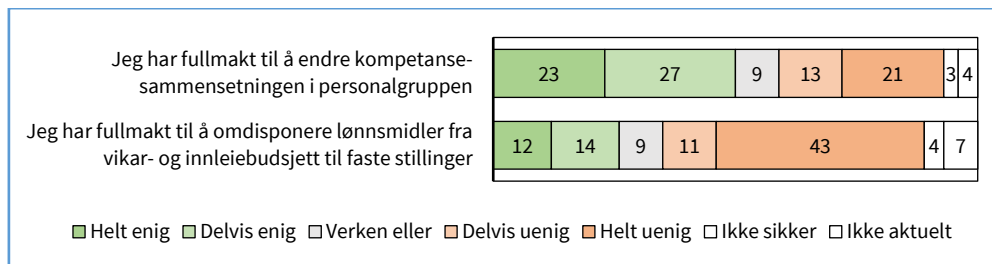 Jeg har fullmakt til å endre kompetanse-
sammensetningen i personalgruppen
23 27 9 13 21 3 4
Jeg har fullmakt til å omdisponere lønnsmidler fra
vikar- og innleiebudsjett til faste stillinger
12 14 9 11 43 4 7
Helt enig Delvis enig Verken eller Delvis uenig Helt uenig Ikke sikker Ikke aktuelt